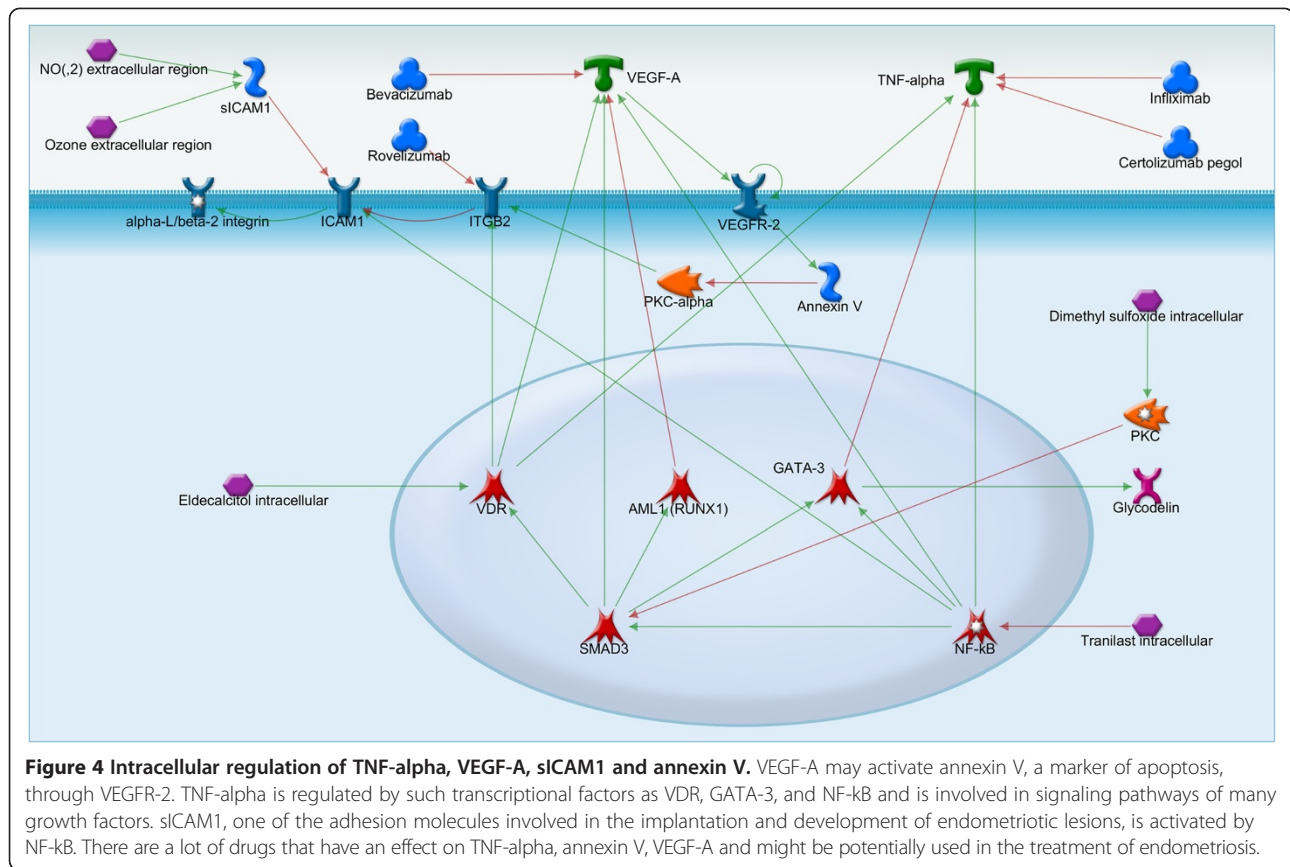 NO(,2) extracellular region
sICAM1
Ozone extracellular region
Bevacizumab
VEGF-A
TNF-alpha
Infliximab
Rovelizumab
Certolizumab pegol
alpha-L/beta-2 integrin
ICAM1
ITGB2
VEGFR-2
PKC-alpha
Annexin V
Dimethyl sulfoxide intracellular
PKC
Eldecalcitol intracellular
VDR
AML1 (RUNX1)
GATA-3
Glycodelin
SMAD3
NF-kB
Tranilast intracellular
Figure 4 Intracellular regulation of TNF-alpha, VEGF-A, sICAM1 and annexin V. VEGF-A may activate annexin V, a marker of apoptosis,
through VEGFR-2. TNF-alpha is regulated by such transcriptional factors as VDR, GATA-3, and NF-kB and is involved in signaling pathways of many
growth factors. sICAM1, one of the adhesion molecules involved in the implantation and development of endometriotic lesions, is activated by
NF-kB. There are a lot of drugs that have an effect on TNF-alpha, annexin V, VEGF-A and might be potentially used in the treatment of endometriosis.